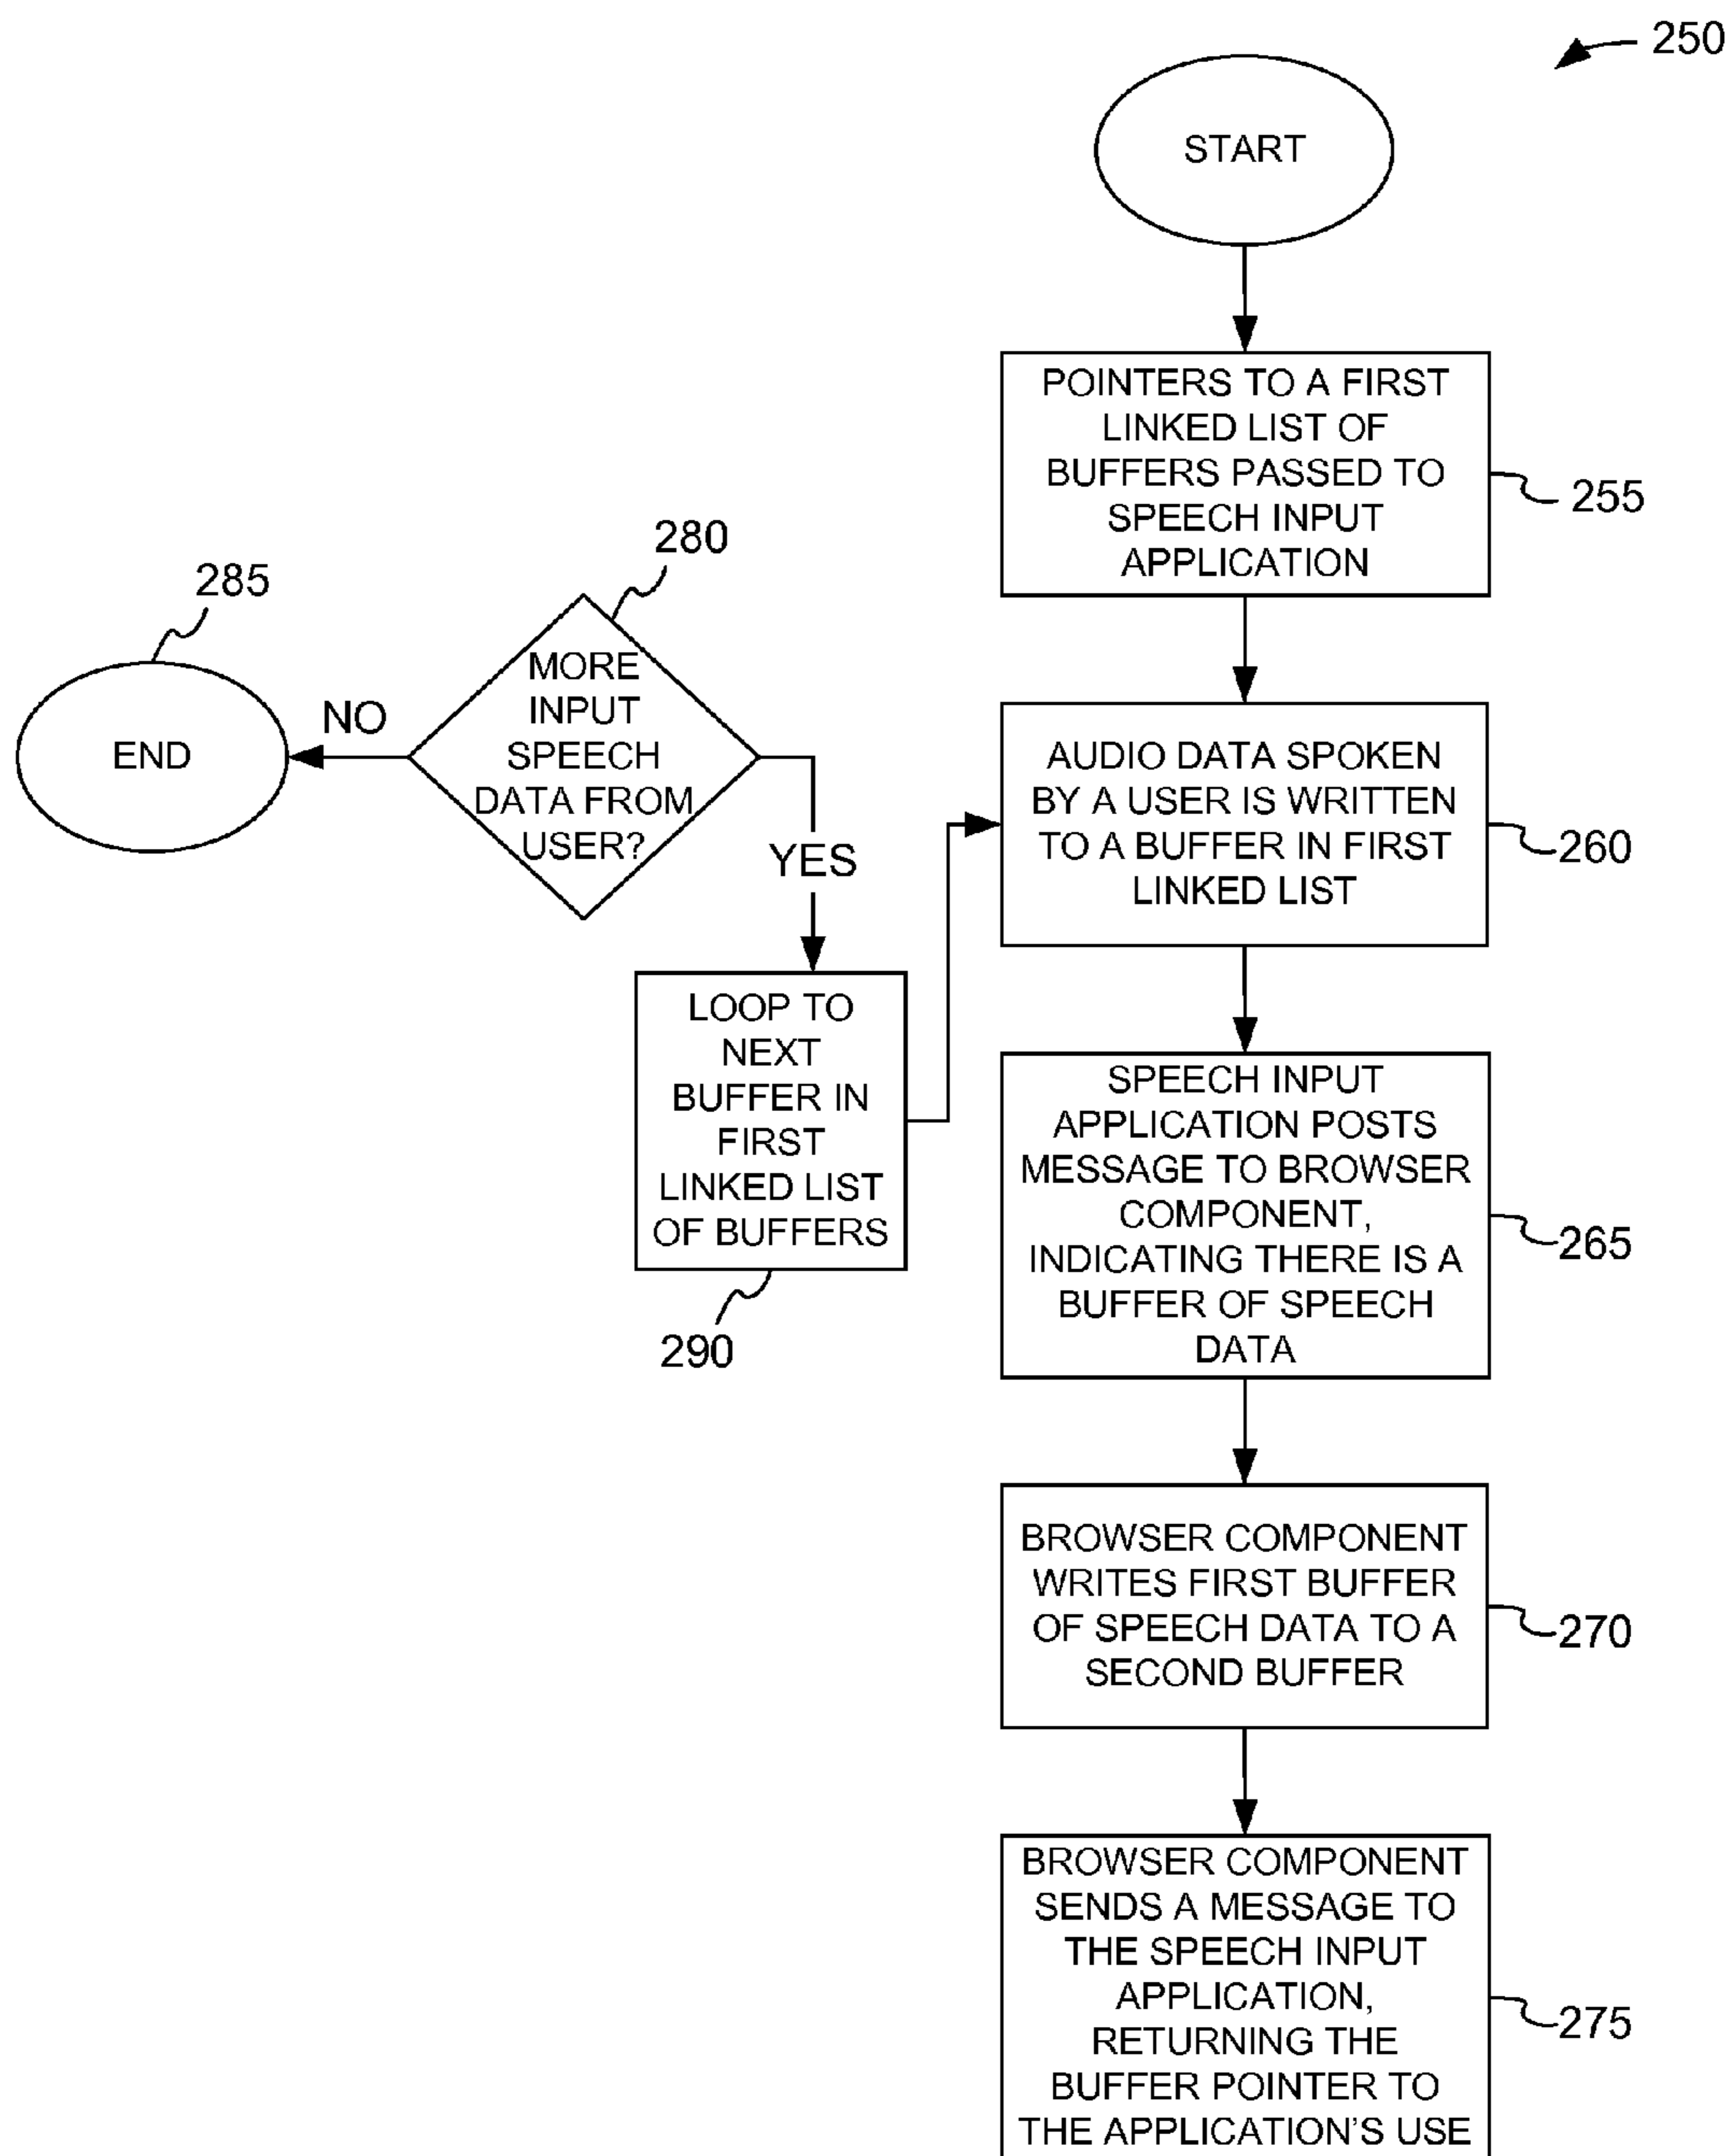 250
START
POINTERS TO A FIRST
LINKED LIST OF
BUFFERS PASSED TO
SPEECH INPUT
APPLICATION
255
280
285
MORE
INPUT
SPEECH
DATA FROM
USER?
NO
END
YES
AUDIO DATA SPOKEN
BY A USER IS WRITTEN
TO A BUFFER IN FIRST
LINKED LIST
260
LOOP TO
NEXT
BUFFER IN
FIRST
LINKED LIST
OF BUFFERS
290
SPEECH INPUT
APPLICATION POSTS
MESSAGE TO BROWSER
COMPONENT,
INDICATING THERE IS A
BUFFER OF SPEECH
DATA
265
BROWSER COMPONENT
WRITES FIRST BUFFER
OF SPEECH DATA TO A
SECOND BUFFER
270
BROWSER COMPONENT
SENDS A MESSAGE TO
THE SPEECH INPUT
APPLICATION,
RETURNING THE
BUFFER POINTER TO
THE APPLICATION'S USE
275